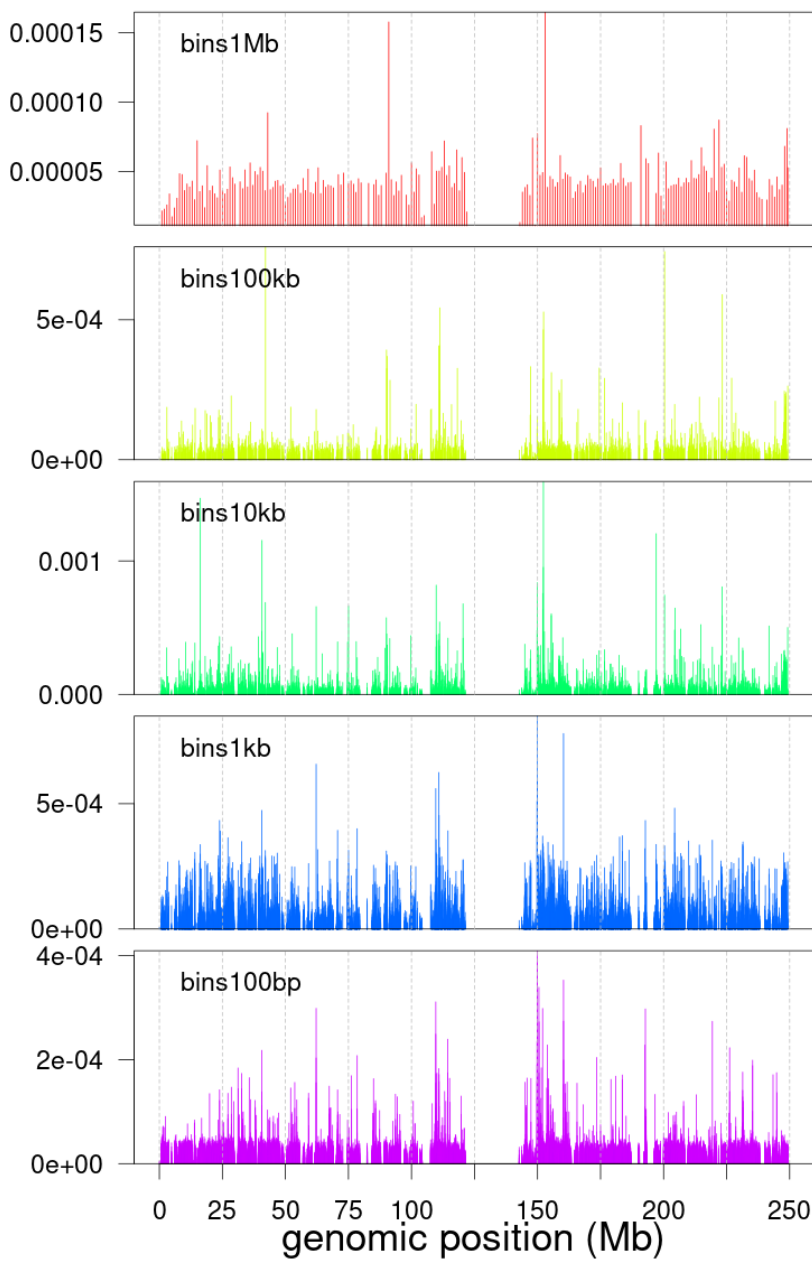 bins1Mb
0.00015
0.00010
0.00005
bins100kb
5e-04
0e+00
bins10kb
0.001
0.000
bins1kb
5e-04
0e+00
bins100bp
4e-04
2e-04
0e+00
0 25 50 75 100 150 200 250
genomic position (Mb)